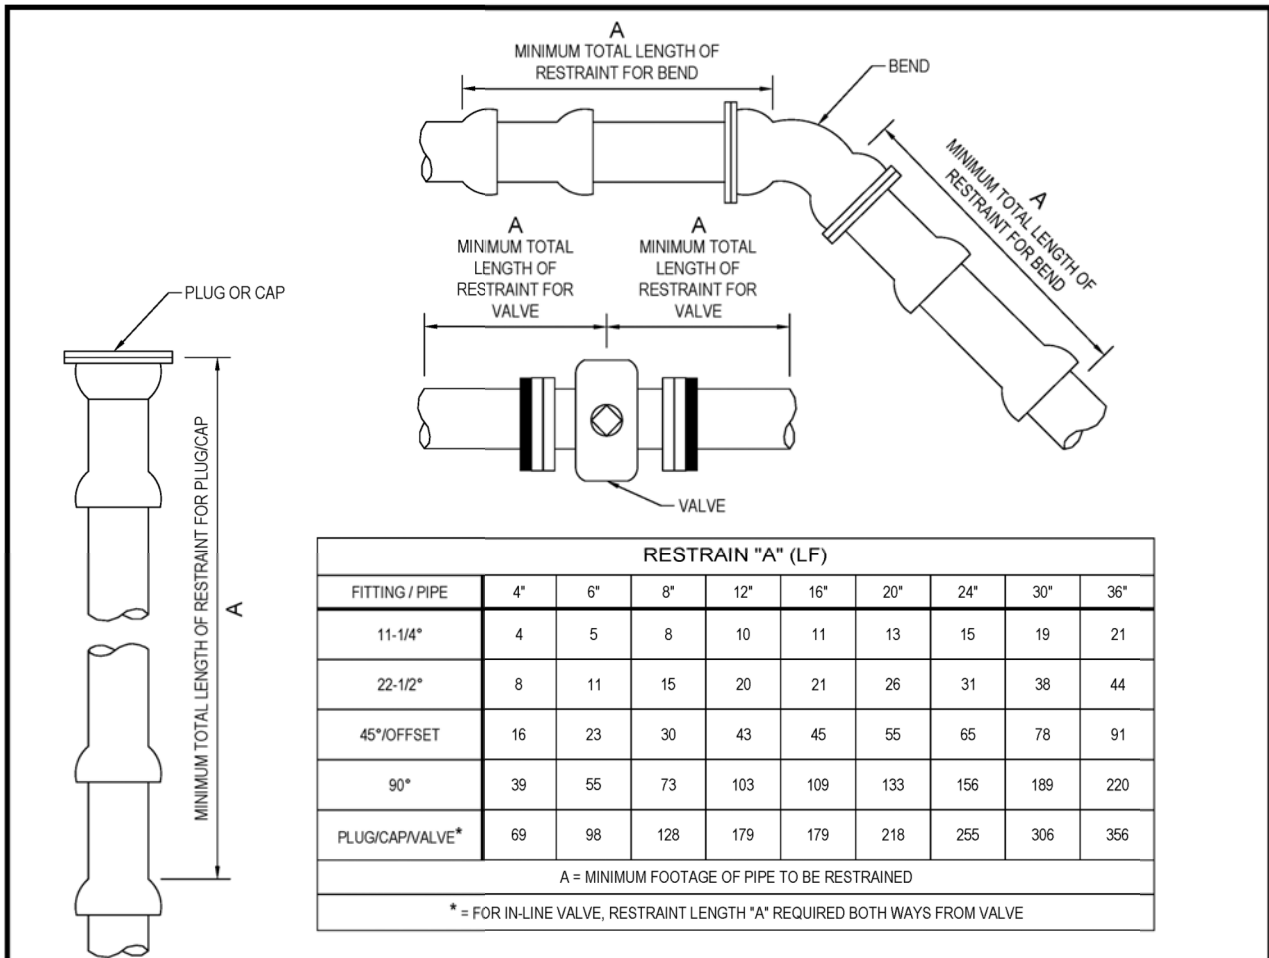 A
MINIMUM TOTAL LENGTH OF
RESTRAINT FOR BEND
BEND
A
MINIMUM TOTAL LENGTH OF
RESTRAINT FOR BEND
A
MINIMUM TOTAL
LENGTH OF
RESTRAINT FOR
VALVE
A
MINIMUM TOTAL
LENGTH OF
RESTRAINT FOR
VALVE
VALVE
PLUG OR CAP
MINIMUM TOTAL LENGTH OF RESTRAINT FOR PLUG/CAP
A
RESTRAIN "A" (LF)
FITTING / PIPE 4" 6" 8" 12" 16" 20" 24" 30" 36"
11-1/4° 4 5 8 10 11 13 15 19 21
22-1/2° 8 11 15 20 21 26 31 38 44
45°/OFFSET 16 23 30 43 45 55 65 78 91
90° 39 55 73 103 109 133 156 189 220
PLUG/CAP/VALVE* 69 98 128 179 179 218 255 306 356
A = MINIMUM FOOTAGE OF PIPE TO BE RESTRAINED
* = FOR IN-LINE VALVE, RESTRAINT LENGTH "A" REQUIRED BOTH WAYS FROM VALVE